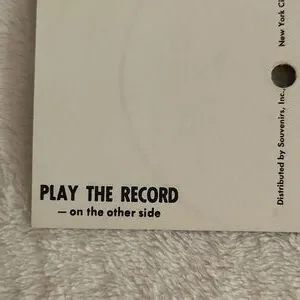 PLAY THE RECORD
— on the other side
Distributed by Souvenirs, Inc.,
New York